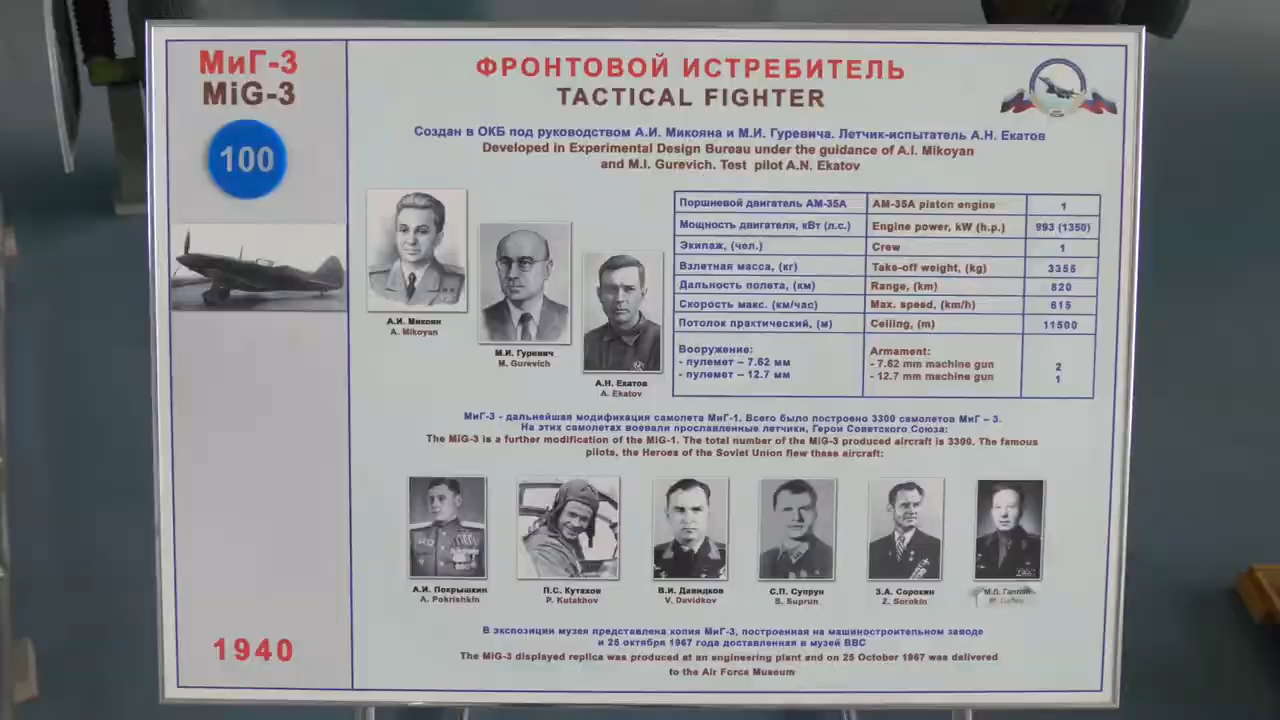 МиГ-3
MiG-3
100
1940
ФРОНТОВОЙ ИСТРЕБИТЕЛЬ
TACTICAL FIGHTER
Создан в ОКБ под руководством А.И. Микояна и М.И. Гуревича. Летчик-испытатель А.Н. Екатов
Developed in Experimental Design Bureau under the guidance of A.I. Mikoyan
and M.I. Gurevich. Test pilot A.N. Ekatov
А.И. Микоян
A. Mikoyan
М.И. Гуревич
M. Gurevich
А.Н. Екатов
A. Ekatov
Поршневой двигатель АМ-35А AM-35A piston engine 1
Мощность двигателя, кВт (л.с.) Engine power, kW (h.p.) 993 (1350)
Экипаж, (чел.) Crew 1
Взлетная масса, (кг) Take-off weight, (kg) 3355
Дальность полета, (км) Range, (km) 820
Скорость макс. (км/час) Max. speed, (km/h) 615
Потолок практический, (м) Ceiling, (m) 11500
Вооружение: Armament:
- пулемет – 7.62 мм - 7.62 mm machine gun 2
- пулемет – 12.7 мм - 12.7 mm machine gun 1
МиГ-3 - дальнейшая модификация самолета МиГ-1. Всего было построено 3300 самолетов МиГ – 3.
На этих самолетах воевали прославленные летчики, Герои Советского Союза:
The MiG-3 is a further modification of the MiG-1. The total number of the MiG-3 produced aircraft is 3300. The famous
pilots, the Heroes of the Soviet Union flew these aircraft:
А.И. Покрышкин
A. Pokrishkin
П.С. Кутахов
P. Kutakhov
В.И. Давидков
V. Davidkov
С.П. Супрун
S. Suprun
З.А. Сорокин
Z. Sorokin
М.Л. Галлай
В экспозиции музея представлена копия МиГ-3, построенная на машиностроительном заводе
и 25 октября 1967 года доставленная в музей ВВС
The MiG-3 displayed replica was produced at an engineering plant and on 25 October 1967 was delivered
to the Air Force Museum